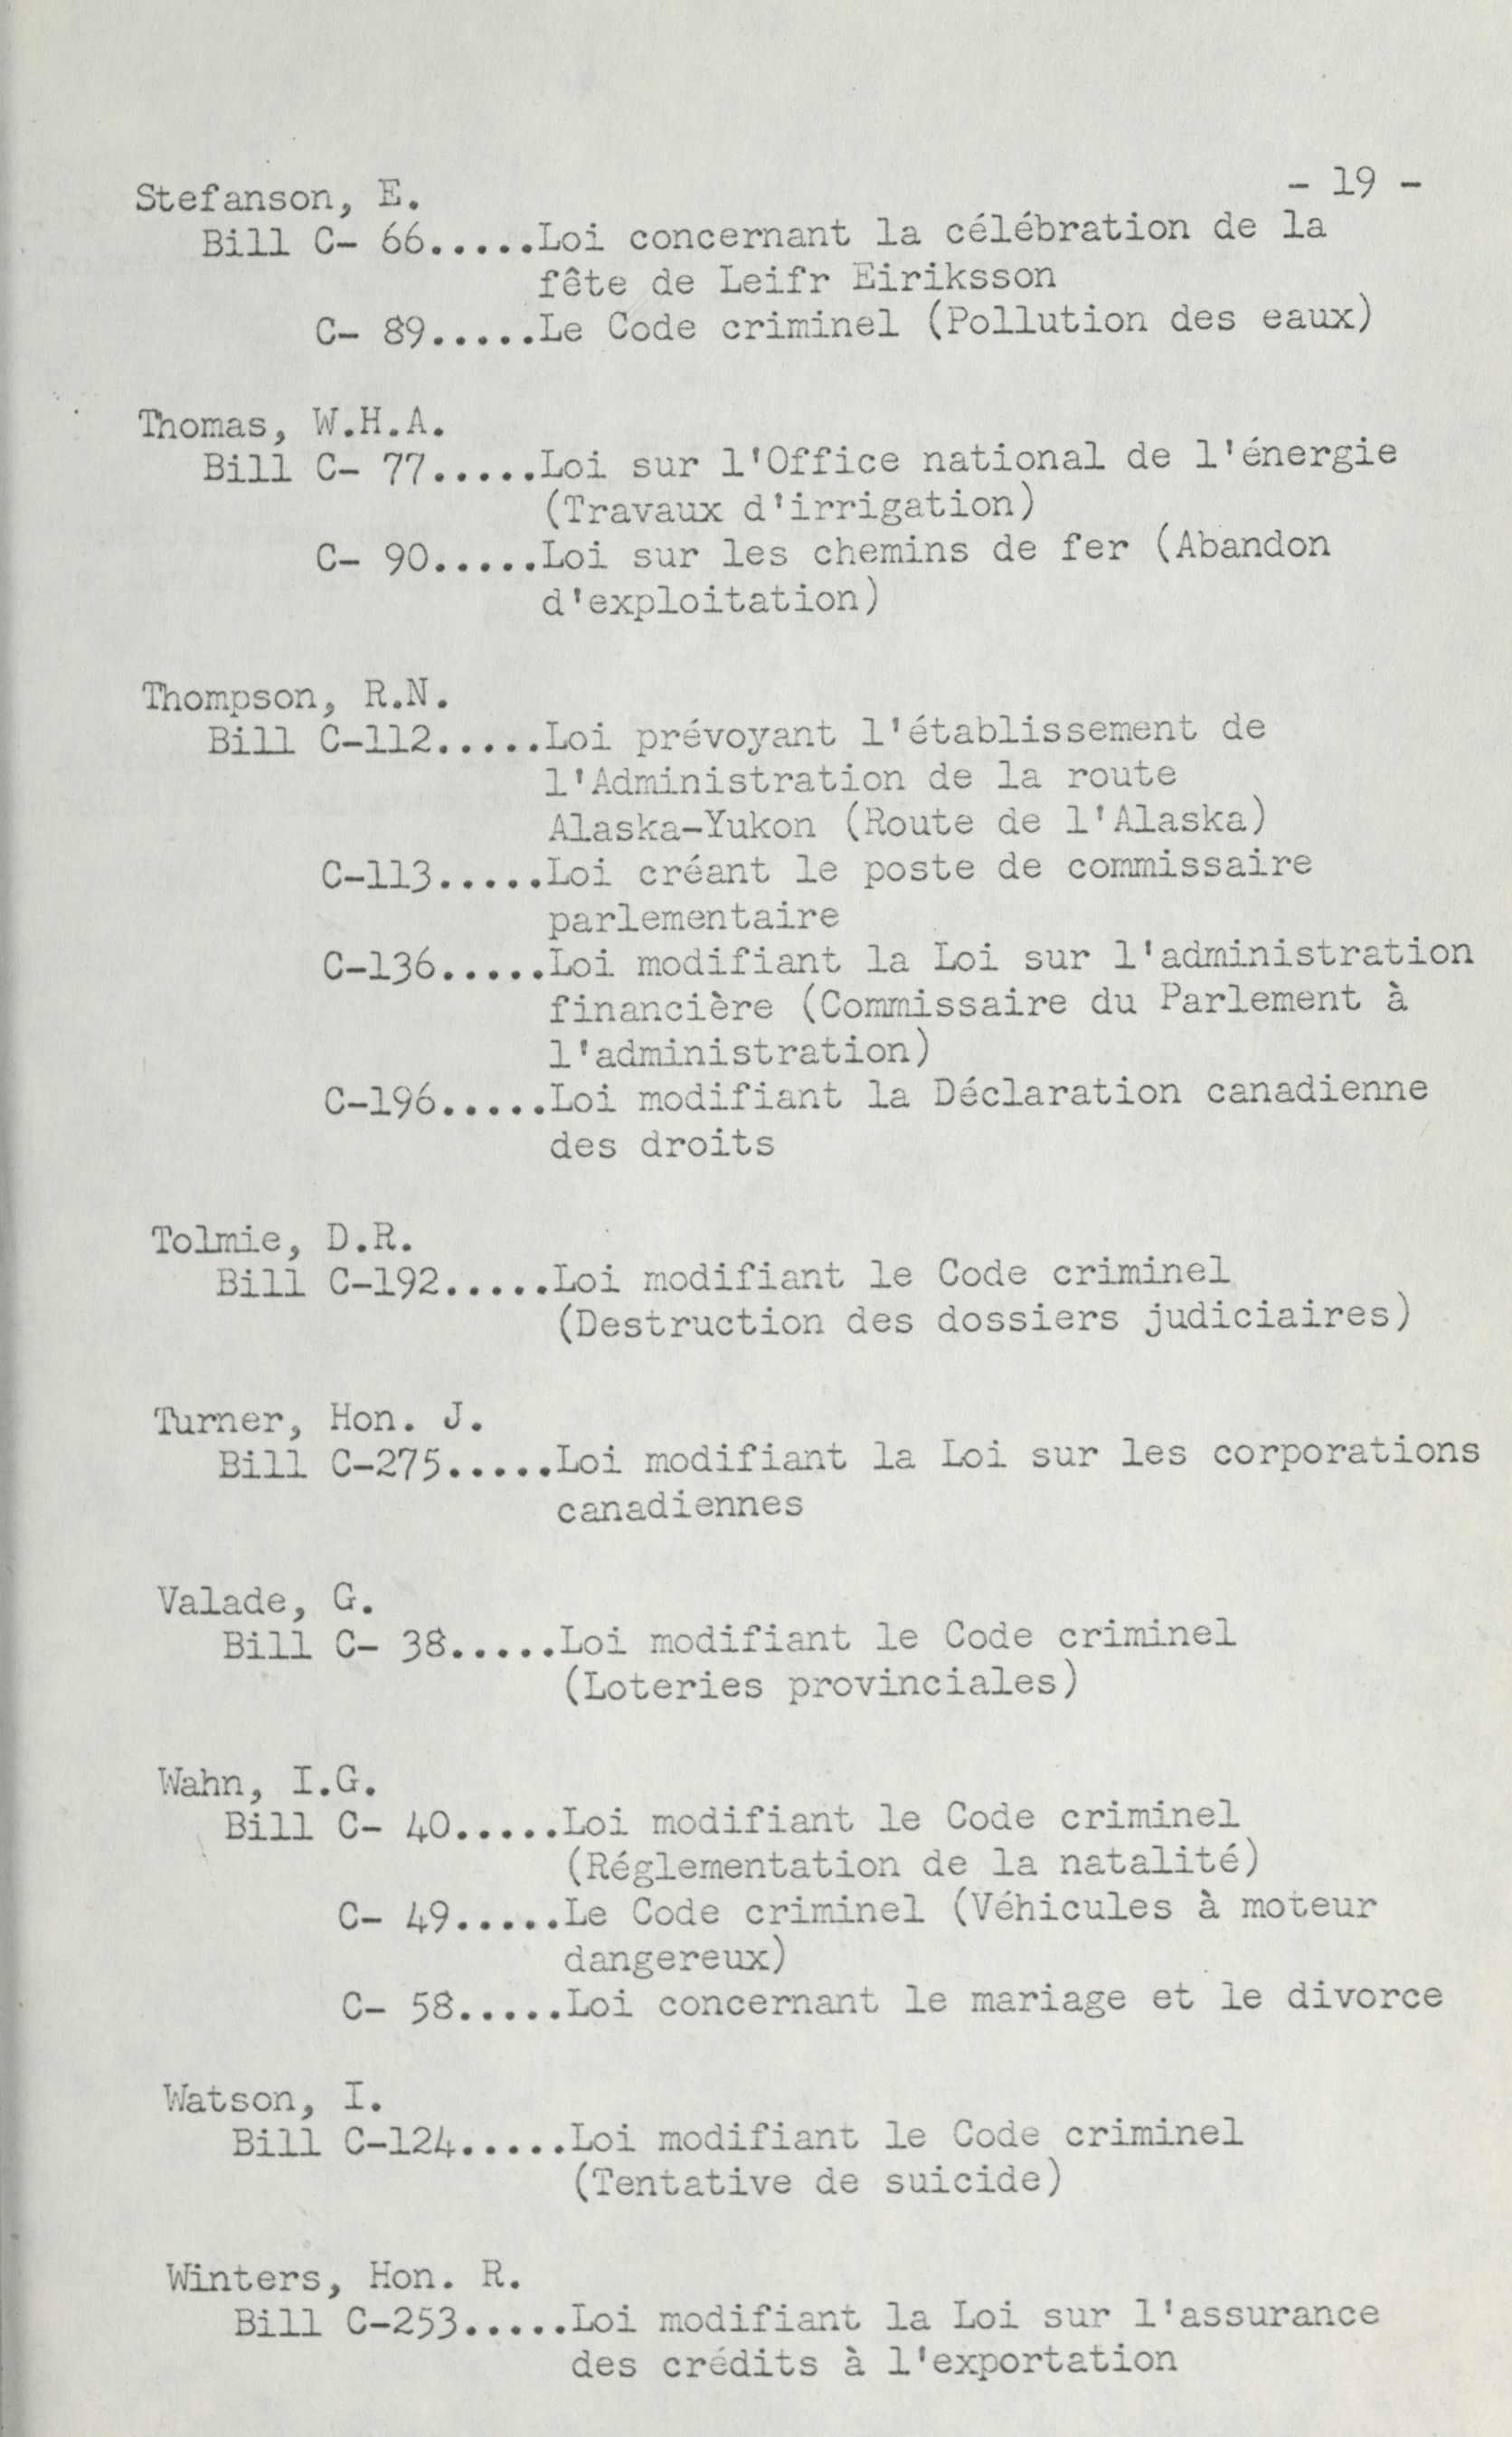 - 19 -
Stefanson, E.
Bill C- 66.....Loi concernant la célébration de la
fête de Leifr Eiriksson
C- 89.....Le Code criminel (Pollution des eaux)
Thomas, W.H.A.
Bill C- 77.....Loi sur l'Office national de l'énergie
(Travaux d'irrigation)
C- 90.....Loi sur les chemins de fer (Abandon
d'exploitation)
Thompson, R.N.
Bill C-112.....Loi prévoyant l'établissement de
l'Administration de la route
Alaska-Yukon (Route de l'Alaska)
C-113.....Loi créant le poste de commissaire
parlementaire
C-136.....Loi modifiant la Loi sur l'administration
financière (Commissaire du Parlement à
l'administration)
C-196.....Loi modifiant la Déclaration canadienne
des droits
Tolmie, D.R.
Bill C-192.....Loi modifiant le Code criminel
(Destruction des dossiers judiciaires)
Turner, Hon. J.
Bill C-275.....Loi modifiant la Loi sur les corporations
canadiennes
Valade, G.
Bill C- 38.....Loi modifiant le Code criminel
(Loteries provinciales)
Wahn, I.G.
Bill C- 40.....Loi modifiant le Code criminel
(Réglementation de la natalité)
C- 49.....Le Code criminel (Véhicules à moteur
dangereux)
C- 58.....Loi concernant le mariage et le divorce
Watson, I.
Bill C-124.....Loi modifiant le Code criminel
(Tentative de suicide)
Winters, Hon. R.
Bill C-253.....Loi modifiant la Loi sur l'assurance
des crédits à l'exportation